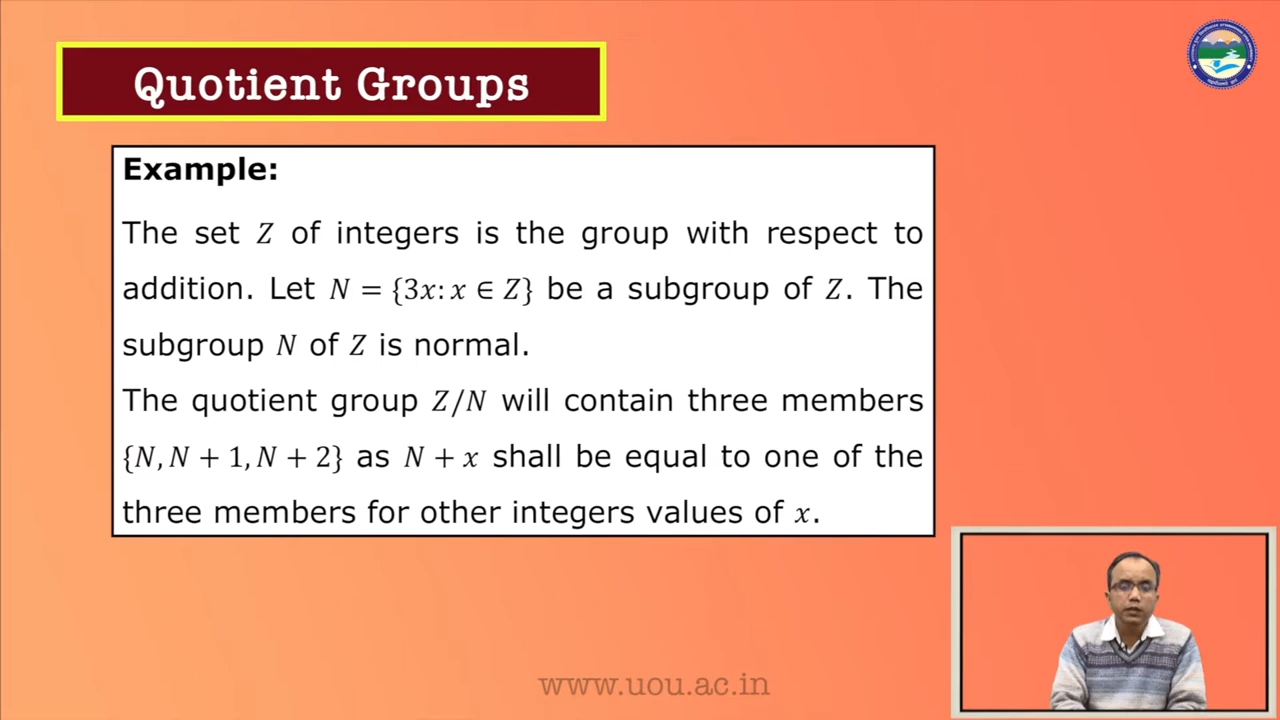 Quotient Groups
Example:
The set Z of integers is the group with respect to
addition. Let N = {3x: x ∈ Z} be a subgroup of Z. The
subgroup N of Z is normal.
The quotient group Z/N will contain three members
{N, N + 1, N + 2} as N + x shall be equal to one of the
three members for other integers values of x.
www.uou.ac.in